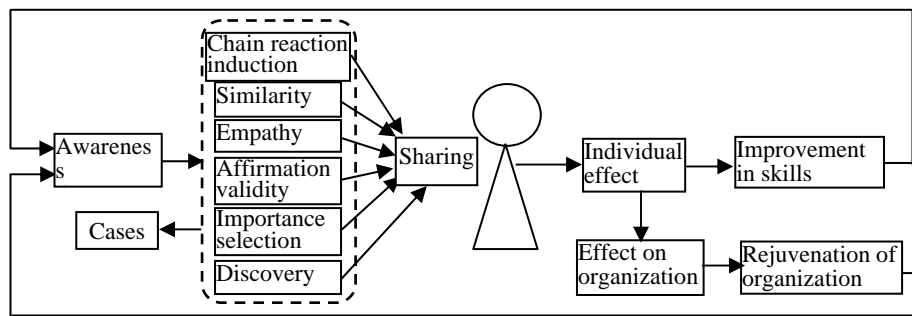 Chain reaction
induction
Similarity
Empathy
Affirmation
validity
Importance
selection
Discovery
Awarenes
s
Cases
Sharing
Individual
effect
Improvement
in skills
Effect on
organization
Rejuvenation of
organization